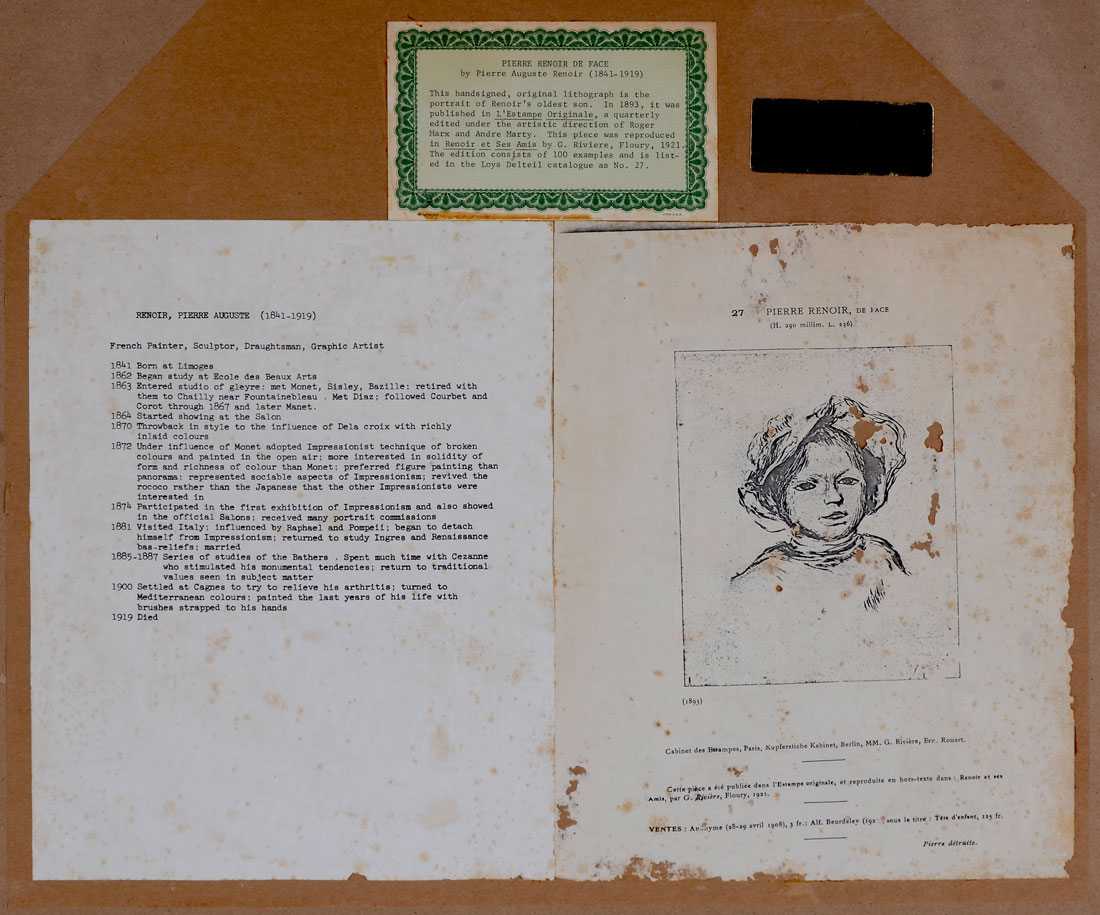 PIERRE RENOIR DE FACE
by Pierre Auguste Renoir (1841-1919)
This handsigned, original lithograph is the
portrait of Renoir's oldest son. In 1893, it was
published in L'Estampe Originale, a quarterly
edited under the artistic direction of Roger
Marx and Andre Marty. This piece was reproduced
in Renoir et Ses Amis by G. Riviere, Floury, 1921.
The edition consists of 100 examples and is list-
ed in the Loys Delteil catalogue as No. 27.
RENOIR, PIERRE AUGUSTE (1841-1919)
French Painter, Sculptor, Draughtsman, Graphic Artist
1841 Born at Limoges
1862 Began study at Ecole des Beaux Arts
1863 Entered studio of gleyre: met Monet, Sisley, Bazille: retired with
them to Chailly near Fountainebleau . Met Diaz; followed Courbet and
Corot through 1867 and later Manet.
1864 Started showing at the Salon
1870 Throwback in style to the influence of Dela croix with richly
inlaid colours
1872 Under influence of Monet adopted Impressionist technique of broken
colours and painted in the open air: more interested in solidity of
form and richness of colour than Monet; preferred figure painting than
panorama: represented sociable aspects of Impressionism; revived the
rococo rather than the Japanese that the other Impressionists were
interested in
1874 Participated in the first exhibition of Impressionism and also showed
in the official Salons; received many portrait commissions
1881 Visited Italy: influenced by Raphael and Pompeii; began to detach
himself from Impressionism; returned to study Ingres and Renaissance
bas-reliefs; married
1885-1887 Series of studies of the Bathers . Spent much time with Cezanne
who stimulated his monumental tendencies; return to traditional
values seen in subject matter
1900 Settled at Cagnes to try to relieve his arthritis; turned to
Mediterranean colours; painted the last years of his life with
brushes strapped to his hands
1919 Died
27 PIERRE RENOIR, DE FACE
(H. 290 millim. L. 236)
(1893)
Cabinet des Estampes, Paris, Kupferstiche Kabinet, Berlin, MM. G. Rivière, Ern. Rouart.
Cette pièce a été publiée dans l'Estampe originale, et reproduite en hors-texte dans : Renoir et ses
Amis, par G. Rivière, Floury, 1921.
VENTES : Anonyme (28-29 avril 1908), 3 fr.; Alf. Beurdeley (192 sous le titre : Tête d'enfant, 125 fr.
Pierre détruite.